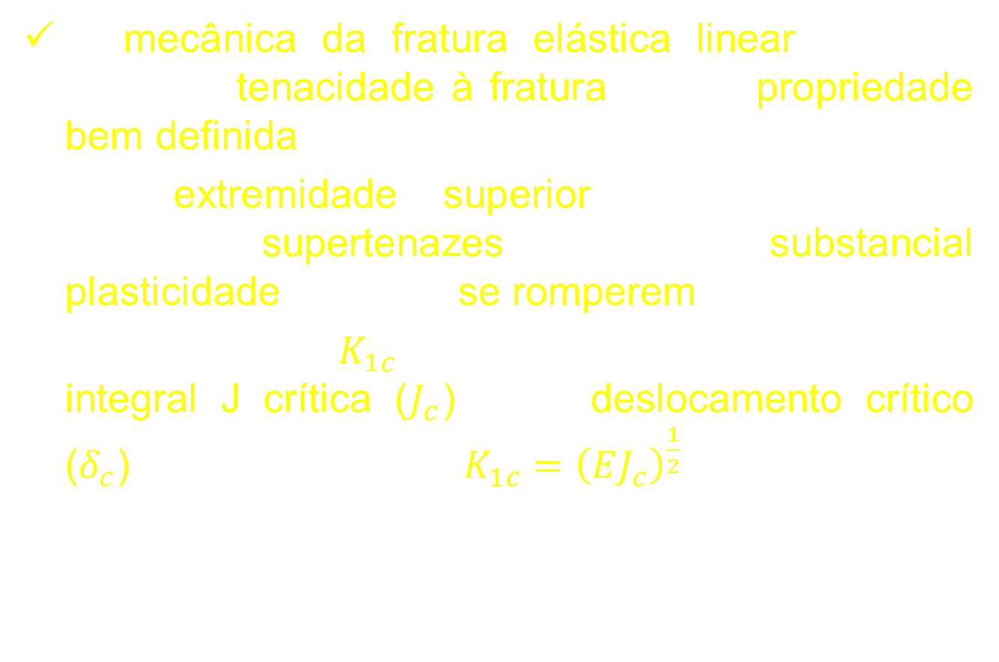 ✓ mecânica da fratura elástica linear
tenacidade à fratura propriedade
bem definida
extremidade superior
supertenazes substancial
plasticidade se romperem
K_{1c}
integral J crítica (J_c) deslocamento crítico
(δ_c) K_{1c} = (EJ_c)^{\frac{1}{2}}